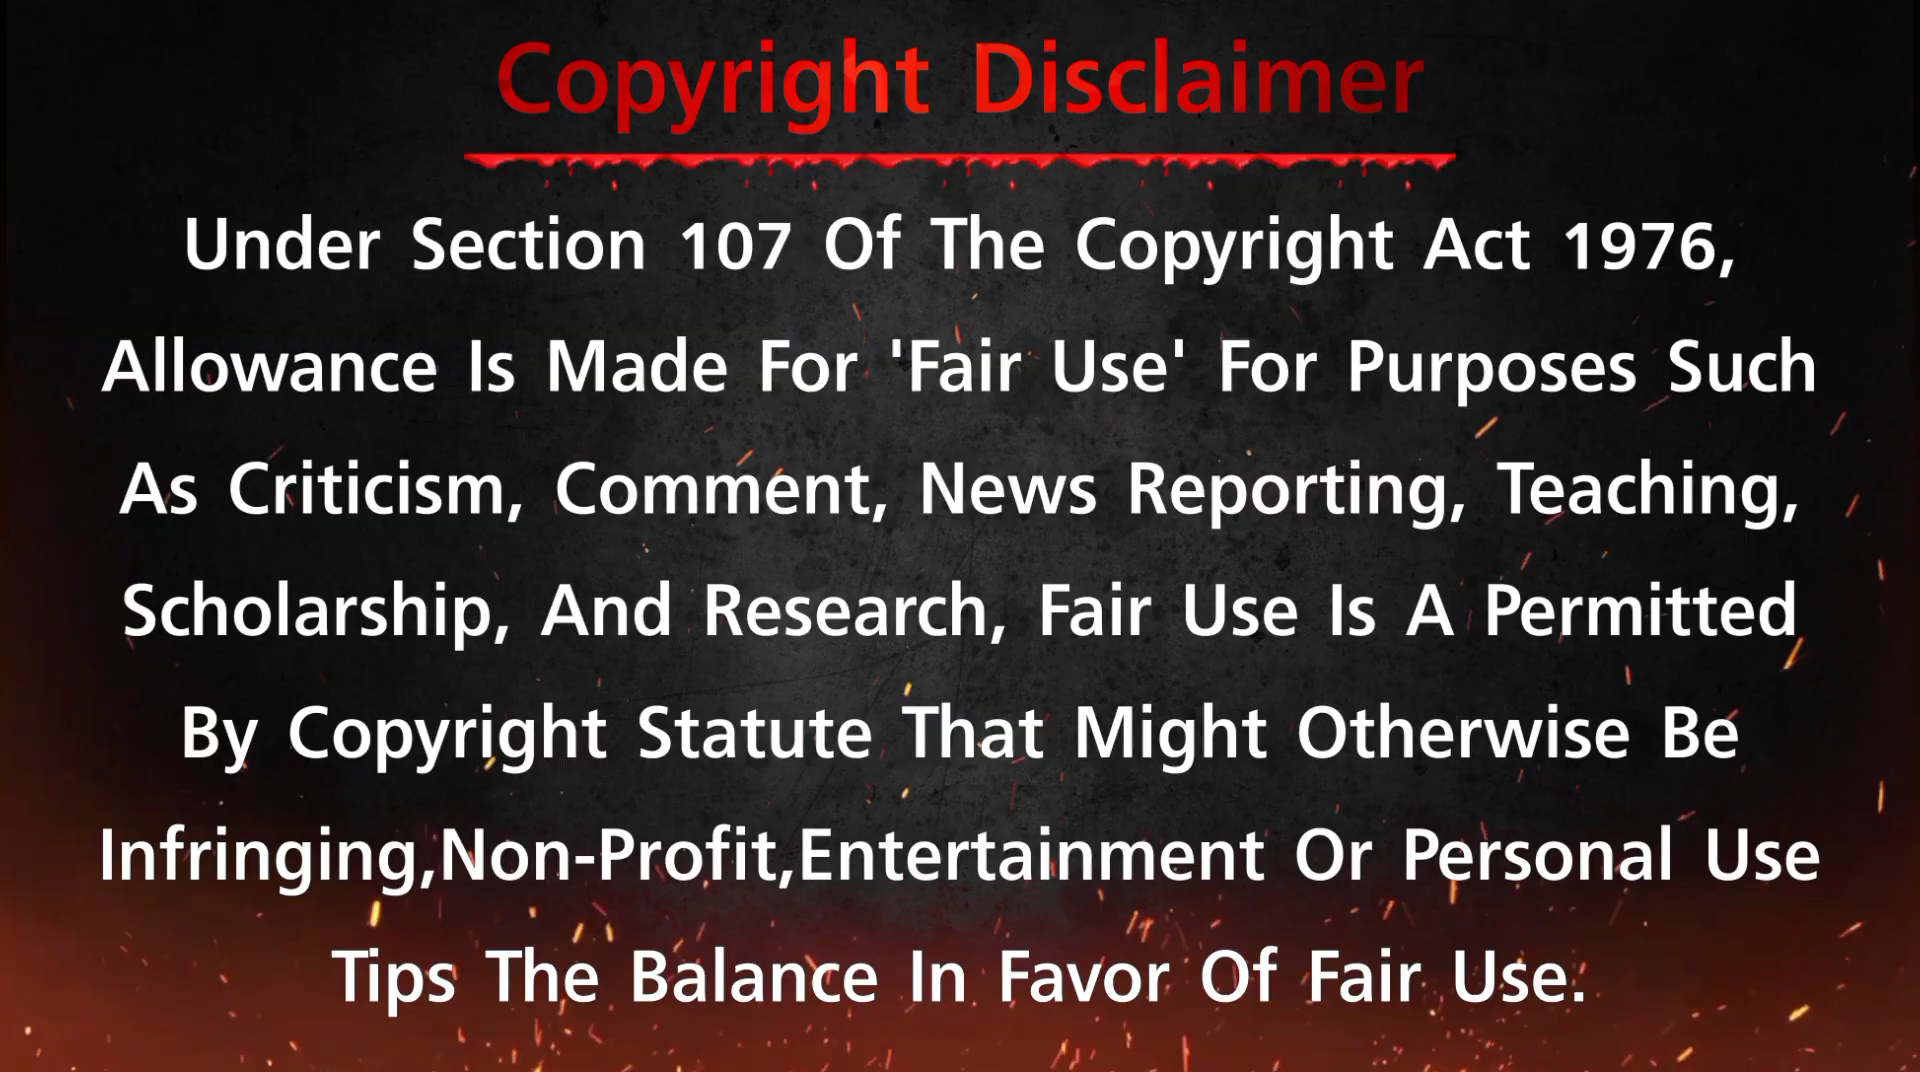 Copyright Disclaimer
Under Section 107 Of The Copyright Act 1976,
Allowance Is Made For 'Fair Use' For Purposes Such
As Criticism, Comment, News Reporting, Teaching,
Scholarship, And Research, Fair Use Is A Permitted
By Copyright Statute That Might Otherwise Be
Infringing,Non-Profit,Entertainment Or Personal Use
Tips The Balance In Favor Of Fair Use.